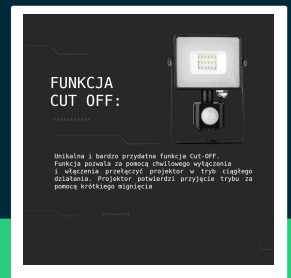 FUNKCJA
CUT OFF:
Unikalna i bardzo przydatna funkcja Cut-OFF.
Funkcja pozwala za pomocą chwilowego wyłączenia
i włączenia przełączyć projektor w tryb ciągłego
działania. Projektor potwierdzi przyjęcie trybu za
pomocą krótkiego mignięcia